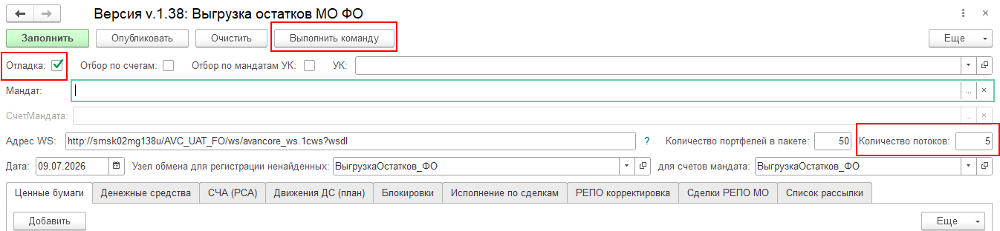 Версия v.1.38: Выгрузка остатков МО ФО
Заполнить Опубликовать Очистить Выполнить команду Еще
Отладка: Отбор по счетам: Отбор по мандатам УК: УК:
Мандат: ...
СчетМандата: ...
Адрес WS: http://smsk02mg138u/AVC_UAT_FO/ws/avancore_ws.1cws?wsdl ? Количество портфелей в пакете: 50 Количество потоков: 5
Дата: 09.07.2026 Узел обмена для регистрации ненайденных: ВыгрузкаОстатков_ФО для счетов мандата: ВыгрузкаОстатков_ФО
Ценные бумаги Денежные средства СЧА (РСА) Движения ДС (план) Блокировки Исполнение по сделкам РЕПО корректировка Сделки РЕПО МО Список рассылки
Добавить Еще